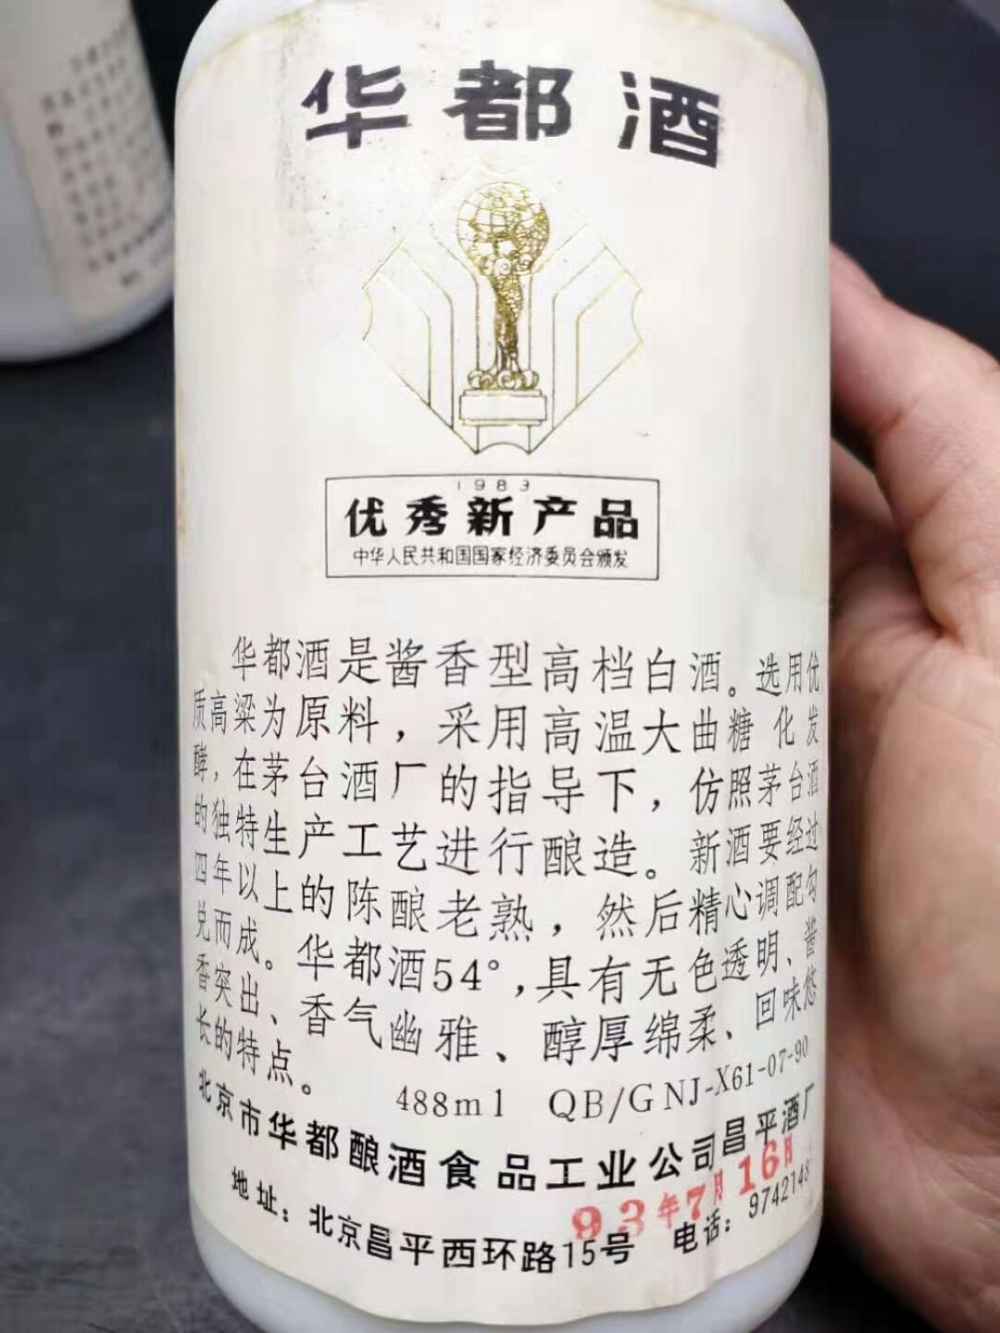 华都酒
1983
优秀新产品
中华人民共和国国家经济委员会颁发
华都酒是酱香型高档白酒。选用优
质高粱为原料，采用高温大曲糖化发
酵，在茅台酒厂的指导下，仿照茅台酒
的独特生产工艺进行酿造。新酒要经过
四年以上的陈酿老熟，然后精心调配勾
兑而成。华都酒54°，具有无色透明、酱
香突出、香气幽雅、醇厚绵柔、回味悠
长的特点。
488ml QB/GNJ-X61-07-90
北京市华都酿酒食品工业公司昌平酒厂
93年7月16日
地址：北京昌平西环路15号 电话：9742148